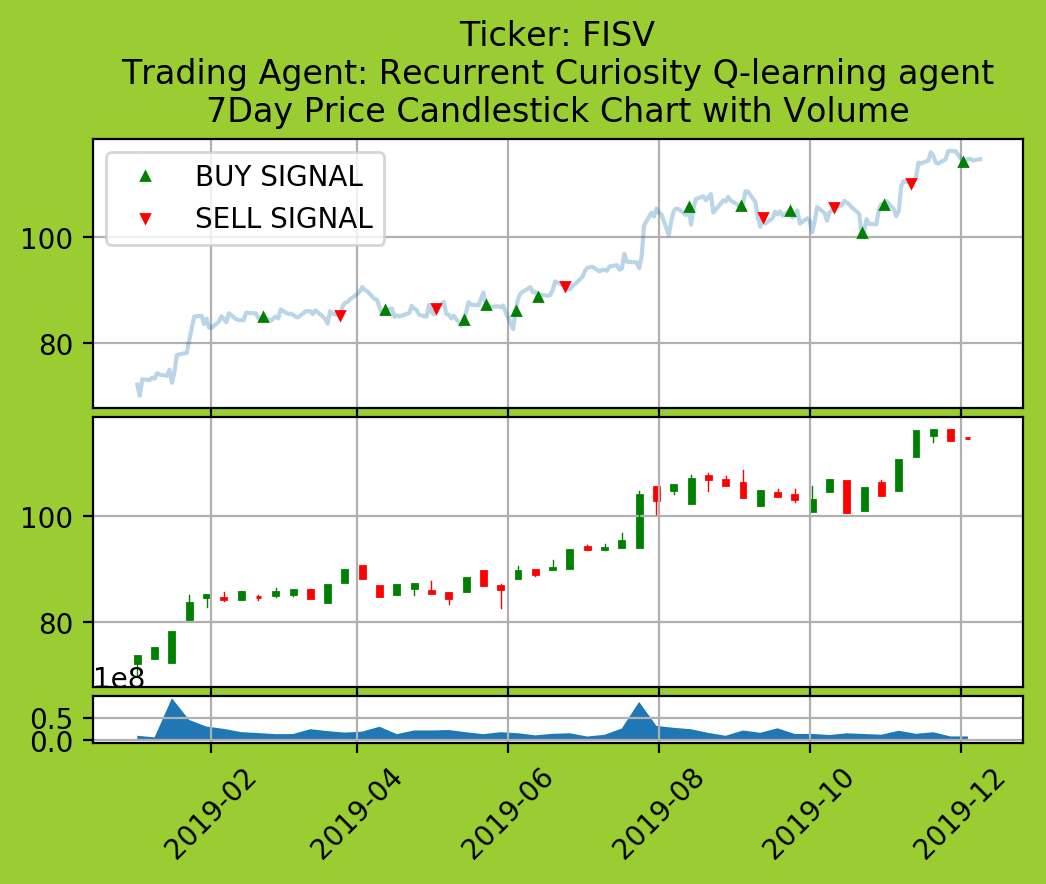 Ticker: FISV
Trading Agent: Recurrent Curiosity Q-learning agent
7Day Price Candlestick Chart with Volume
BUY SIGNAL
SELL SIGNAL
100
80
100
80
1e8
0.5
0.0
2019-02
2019-04
2019-06
2019-08
2019-10
2019-12